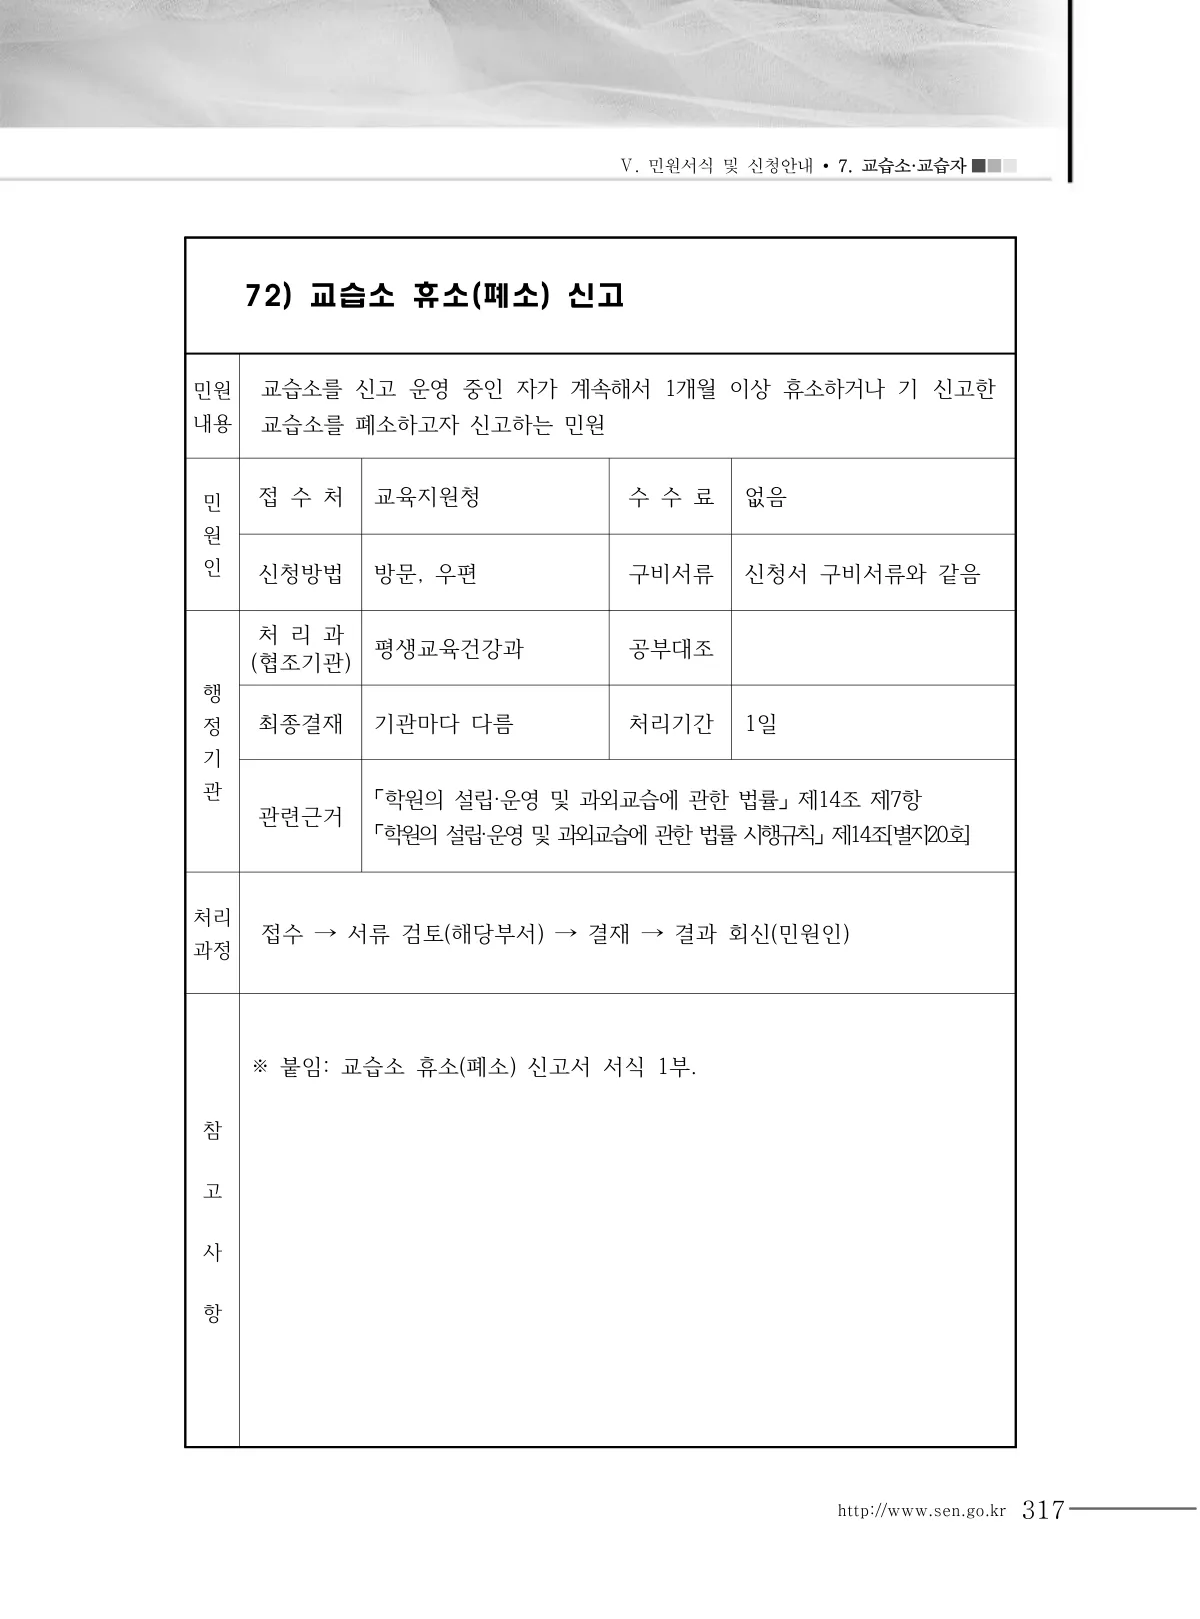 Ⅴ. 민원서식 및 신청안내 • 7. 교습소·교습자
72) 교습소 휴소(폐소) 신고
민원
내용
교습소를 신고 운영 중인 자가 계속해서 1개월 이상 휴소하거나 기 신고한
교습소를 폐소하고자 신고하는 민원
민
원
인
접 수 처
교육지원청
수 수 료
없음
신청방법
방문, 우편
구비서류
신청서 구비서류와 같음
행
정
기
관
처 리 과
(협조기관)
평생교육건강과
공부대조
최종결재
기관마다 다름
처리기간
1일
관련근거
「학원의 설립·운영 및 과외교습에 관한 법률」 제14조 제7항
「학원의 설립·운영 및 과외교습에 관한 법률 시행규칙」 제14조[별지20호]
처리
과정
접수 → 서류 검토(해당부서) → 결재 → 결과 회신(민원인)
참
고
사
항
※ 붙임: 교습소 휴소(폐소) 신고서 서식 1부.
http://www.sen.go.kr 317